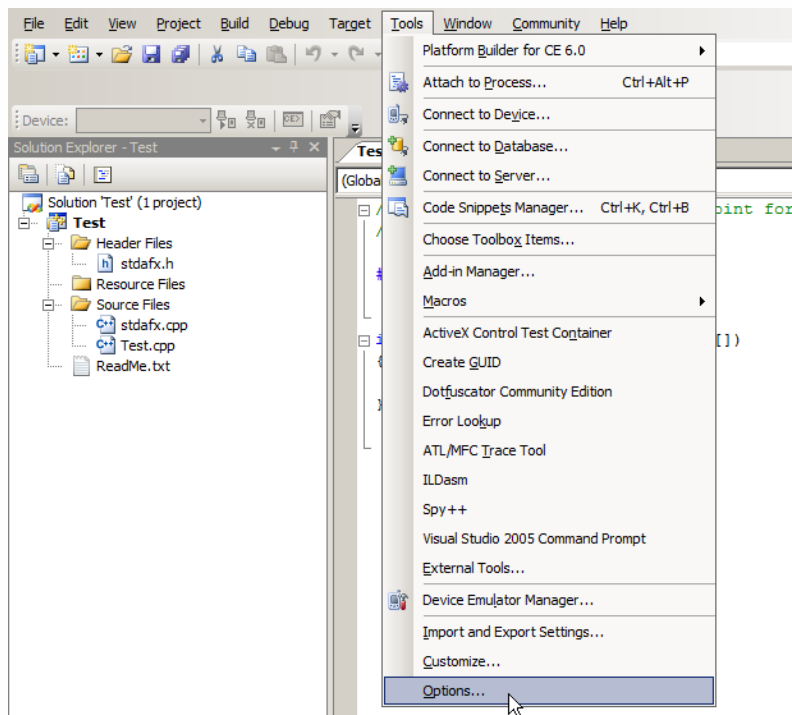 File Edit View Project Build Debug Target Tools Window Community Help
Platform Builder for CE 6.0
Attach to Process... Ctrl+Alt+P
Device:
Connect to Device...
Solution Explorer - Test
Tes
Connect to Database...
(Globa
Connect to Server...
Solution 'Test' (1 project)
Code Snippets Manager... Ctrl+K, Ctrl+B
oint for
Test
Header Files
Choose Toolbox Items...
stdafx.h
Add-in Manager...
Resource Files
Source Files
Macros
stdafx.cpp
ActiveX Control Test Container
[])
Test.cpp
Create GUID
ReadMe.txt
Dotfuscator Community Edition
Error Lookup
ATL/MFC Trace Tool
ILDasm
Spy++
Visual Studio 2005 Command Prompt
External Tools...
Device Emulator Manager...
Import and Export Settings...
Customize...
Options...